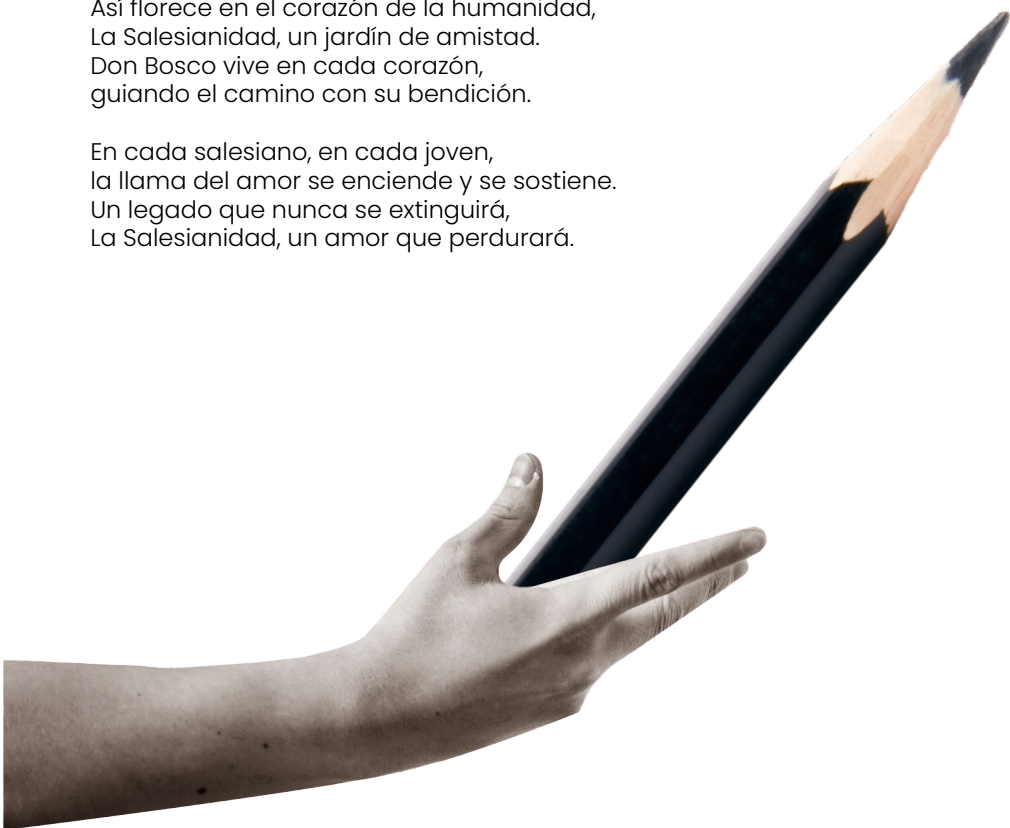 Así florece en el corazón de la humanidad,
La Salesianidad, un jardín de amistad.
Don Bosco vive en cada corazón,
guiando el camino con su bendición.
En cada salesiano, en cada joven,
la llama del amor se enciende y se sostiene.
Un legado que nunca se extinguirá,
La Salesianidad, un amor que perdurará.